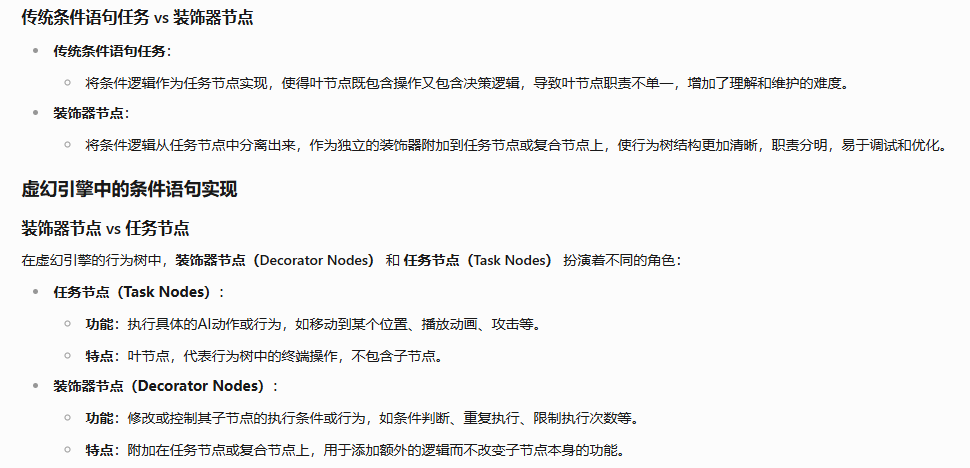 传统条件语句任务 vs 装饰器节点
传统条件语句任务：
将条件逻辑作为任务节点实现，使得叶节点既包含操作又包含决策逻辑，导致叶节点职责不单一，增加了理解和维护的难度。
装饰器节点：
将条件逻辑从任务节点中分离出来，作为独立的装饰器附加到任务节点或复合节点上，使行为树结构更加清晰，职责分明，易于调试和优化。
虚幻引擎中的条件语句实现
装饰器节点 vs 任务节点
在虚幻引擎的行为树中，装饰器节点（Decorator Nodes） 和 任务节点（Task Nodes） 扮演着不同的角色：
任务节点（Task Nodes）：
功能：执行具体的AI动作或行为，如移动到某个位置、播放动画、攻击等。
特点：叶节点，代表行为树中的终端操作，不包含子节点。
装饰器节点（Decorator Nodes）：
功能：修改或控制其子节点的执行条件或行为，如条件判断、重复执行、限制执行次数等。
特点：附加在任务节点或复合节点上，用于添加额外的逻辑而不改变子节点本身的功能。